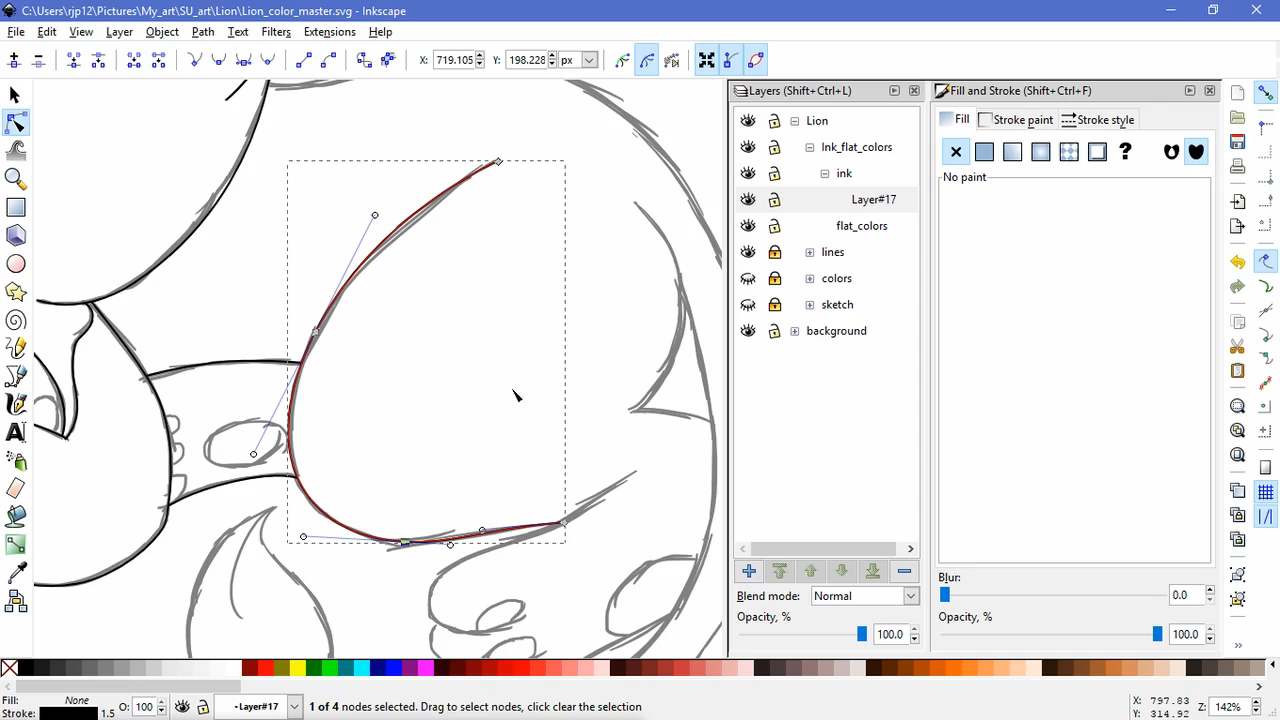 C:\Users\rjp12\Pictures\My_art\SU_art\Lion\Lion_color_master.svg - Inkscape
File Edit View Layer Object Path Text Filters Extensions Help
X: 719.105 Y: 198.228 px
Layers (Shift+Ctrl+L)
Fill and Stroke (Shift+Ctrl+F)
Lion
Ink_flat_colors
ink
Layer#17
flat_colors
lines
colors
sketch
background
Fill Stroke paint Stroke style
?
No paint
Blend mode: Normal
Opacity, %
100.0
Blur:
0.0
Opacity, %
100.0
Fill: None
Stroke: 1.5
O: 100
•Layer#17
1 of 4 nodes selected. Drag to select nodes, click clear the selection
X: 797.83
Y: 314.92
Z: 142%